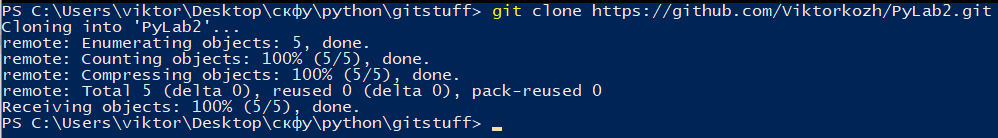 PS C:\Users\viktor\Desktop\скфу\python\gitstuff> git clone https://github.com/Viktorkozh/PyLab2.git
Cloning into 'PyLab2'...
remote: Enumerating objects: 5, done.
remote: Counting objects: 100% (5/5), done.
remote: Compressing objects: 100% (5/5), done.
remote: Total 5 (delta 0), reused 0 (delta 0), pack-reused 0
Receiving objects: 100% (5/5), done.
PS C:\Users\viktor\Desktop\скфу\python\gitstuff>